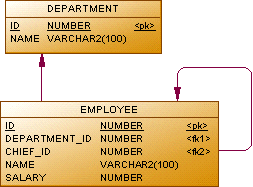 DEPARTMENT
ID NUMBER <pk>
NAME VARCHAR2(100)
EMPLOYEE
ID NUMBER <pk>
DEPARTMENT_ID NUMBER <fk1>
CHIEF_ID NUMBER <fk2>
NAME VARCHAR2(100)
SALARY NUMBER